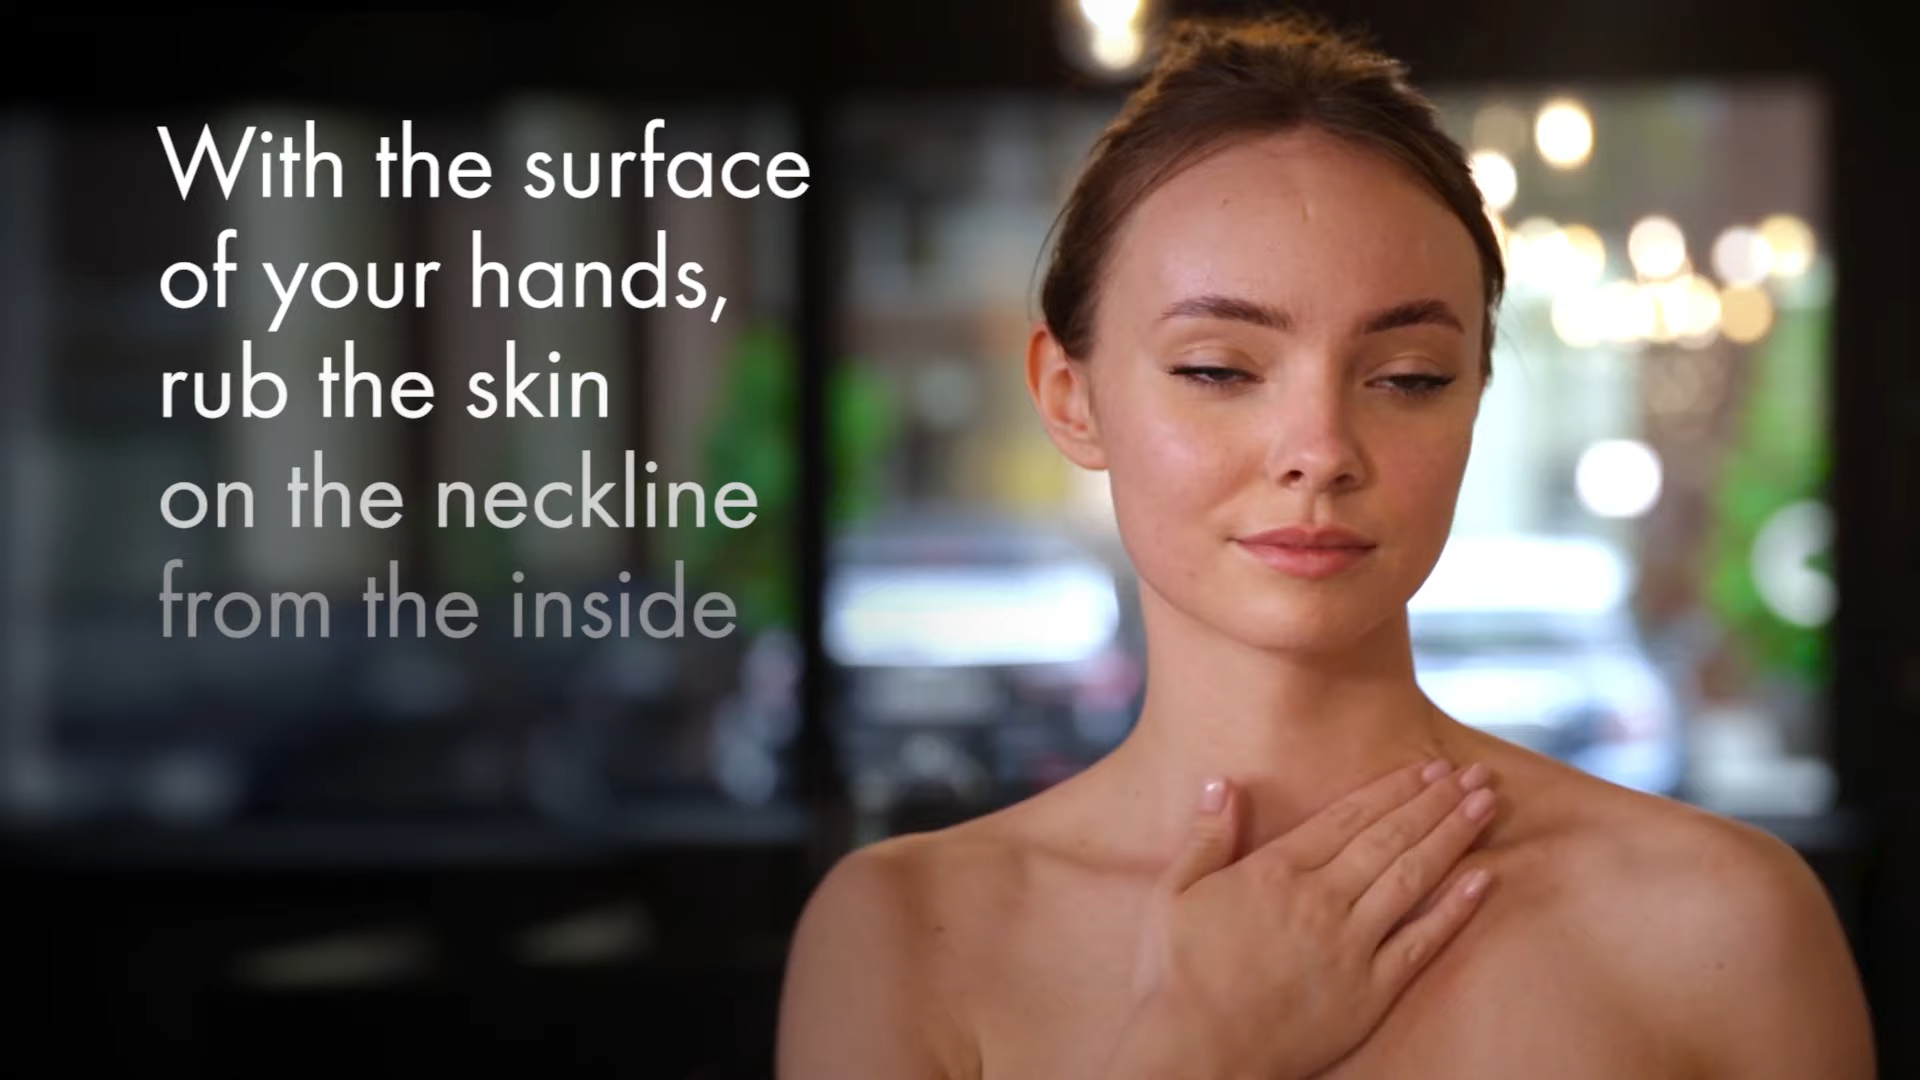 With the surface
of your hands,
rub the skin
on the neckline
from the inside